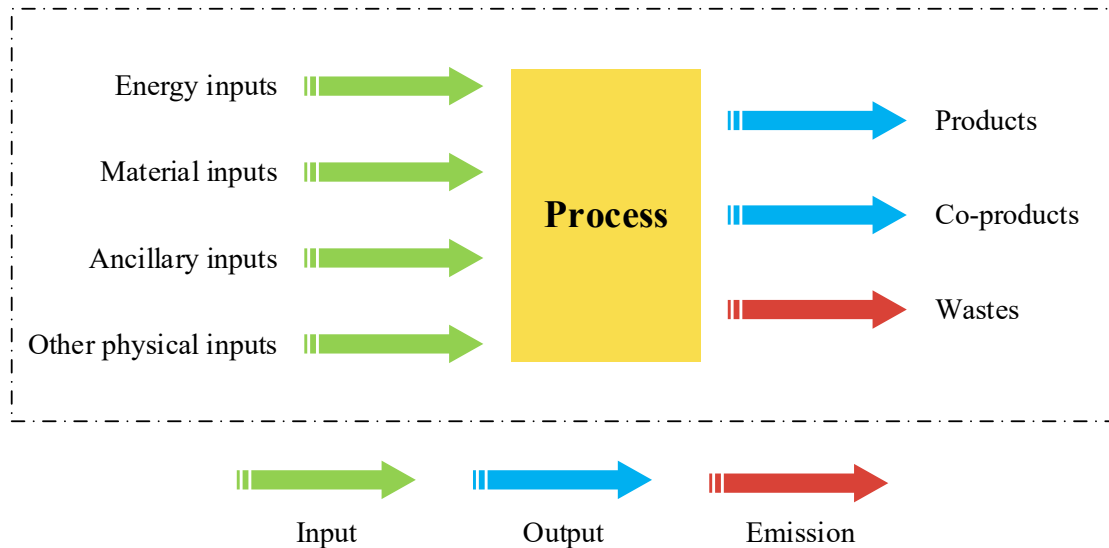 Energy inputs
Material inputs
Ancillary inputs
Other physical inputs
Process
Products
Co-products
Wastes
Input
Output
Emission